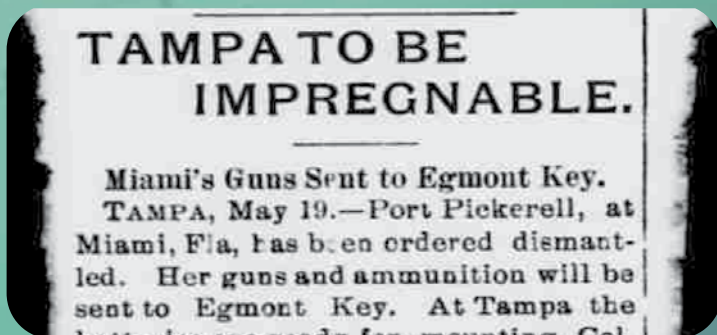 TAMPA TO BE
IMPREGNABLE.
Miami's Guns Sent to Egmont Key.
TAMPA, May 19.—Port Pickerell, at
Miami, Fla, has been ordered dismant-
led. Her guns and ammunition will be
sent to Egmont Key. At Tampa the